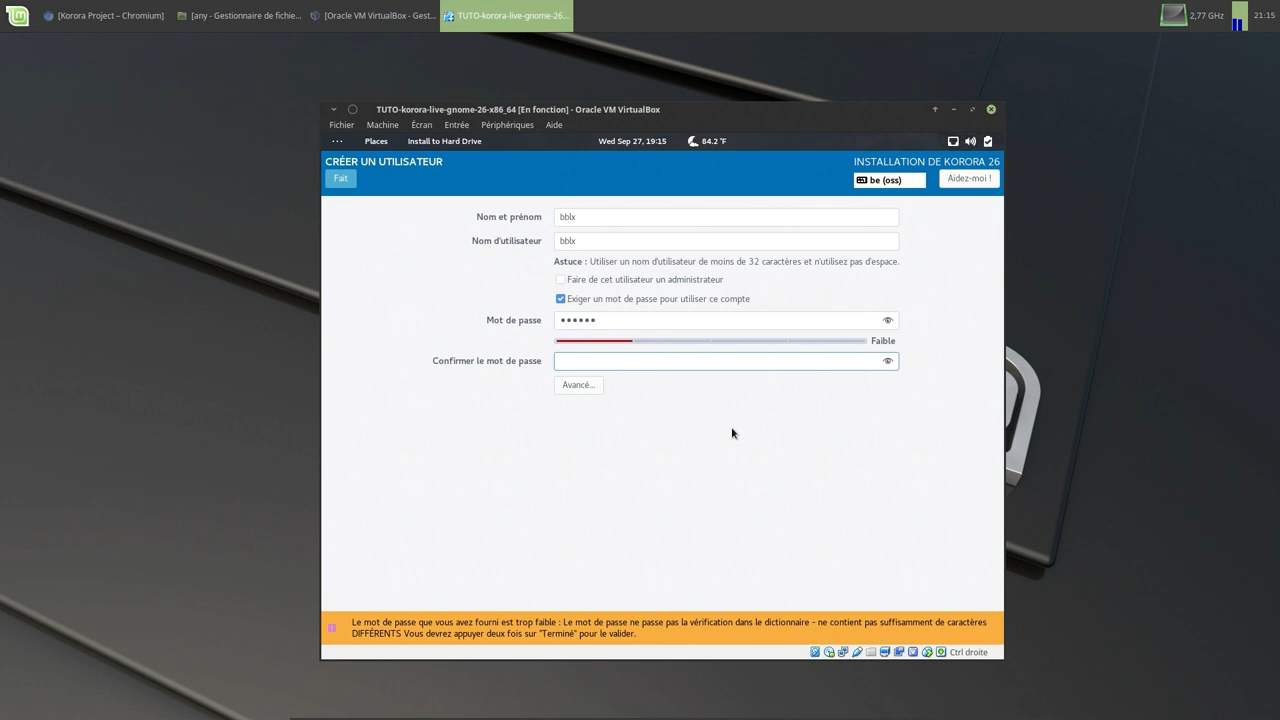 [Korora Project – Chromium]
[any - Gestionnaire de fichie...
[Oracle VM VirtualBox - Gest...
TUTO-korora-live-gnome-26...
2,77 GHz
21:15
TUTO-korora-live-gnome-26-x86_64 [En fonction] - Oracle VM VirtualBox
Fichier Machine Écran Entrée Périphériques Aide
... Places Install to Hard Drive Wed Sep 27, 19:15 84.2 °F
CRÉER UN UTILISATEUR
INSTALLATION DE KORORA 26
Fait
be (oss)
Aidez-moi !
Nom et prénom bblx
Nom d'utilisateur bblx
Astuce : Utiliser un nom d'utilisateur de moins de 32 caractères et n'utilisez pas d'espace.
Faire de cet utilisateur un administrateur
Exiger un mot de passe pour utiliser ce compte
Mot de passe ••••••
Faible
Confirmer le mot de passe
Avancé...
Le mot de passe que vous avez fourni est trop faible : Le mot de passe ne passe pas la vérification dans le dictionnaire - ne contient pas suffisamment de caractères
DIFFÉRENTS Vous devrez appuyer deux fois sur "Terminé" pour le valider.
Ctrl droite